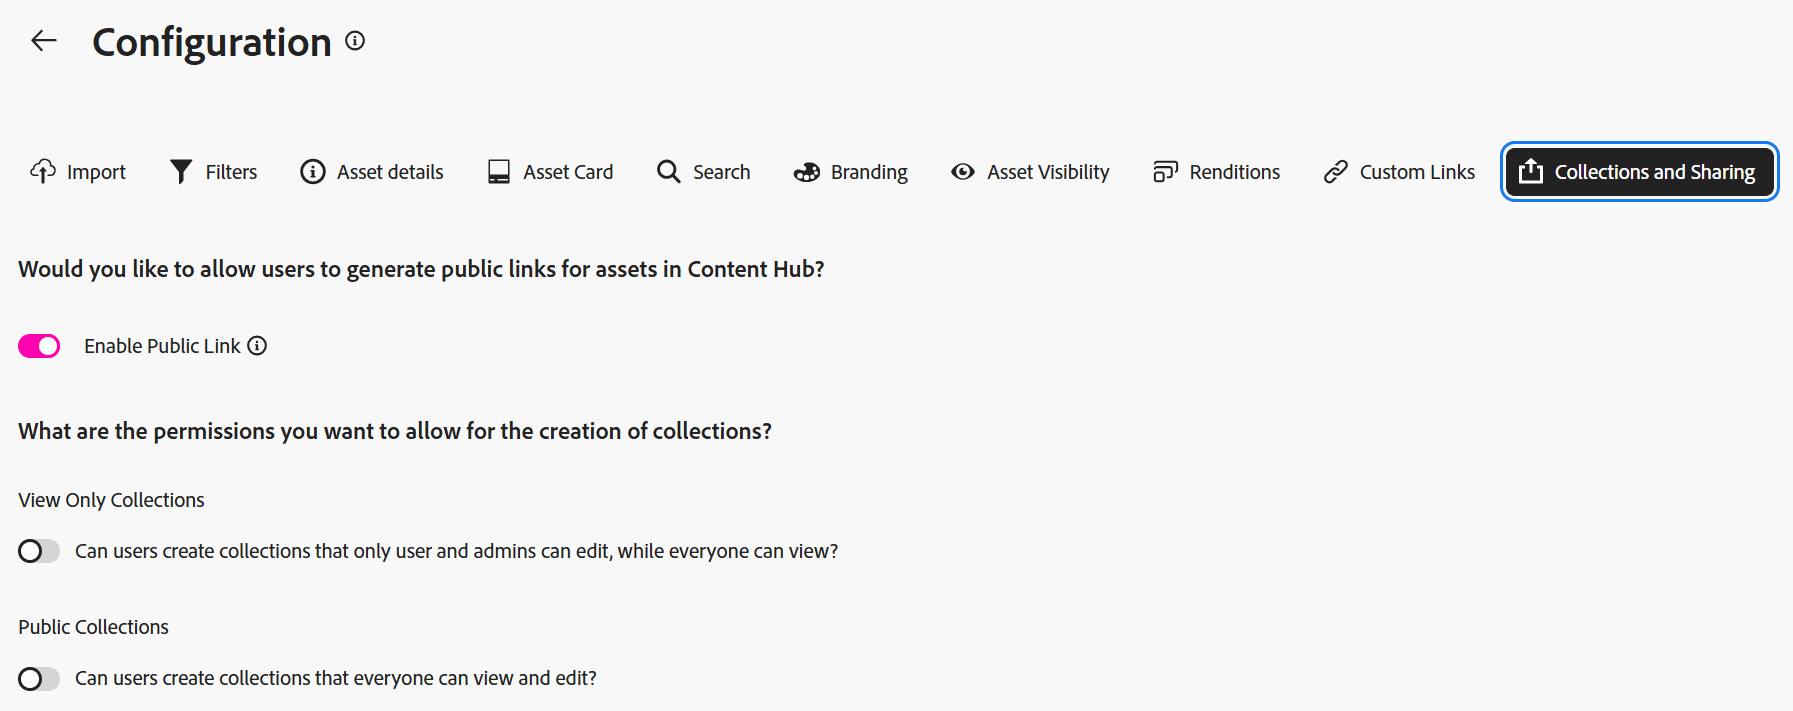 Configuration
Import Filters Asset details Asset Card Search Branding Asset Visibility Renditions Custom Links Collections and Sharing
Would you like to allow users to generate public links for assets in Content Hub?
Enable Public Link
What are the permissions you want to allow for the creation of collections?
View Only Collections
Can users create collections that only user and admins can edit, while everyone can view?
Public Collections
Can users create collections that everyone can view and edit?